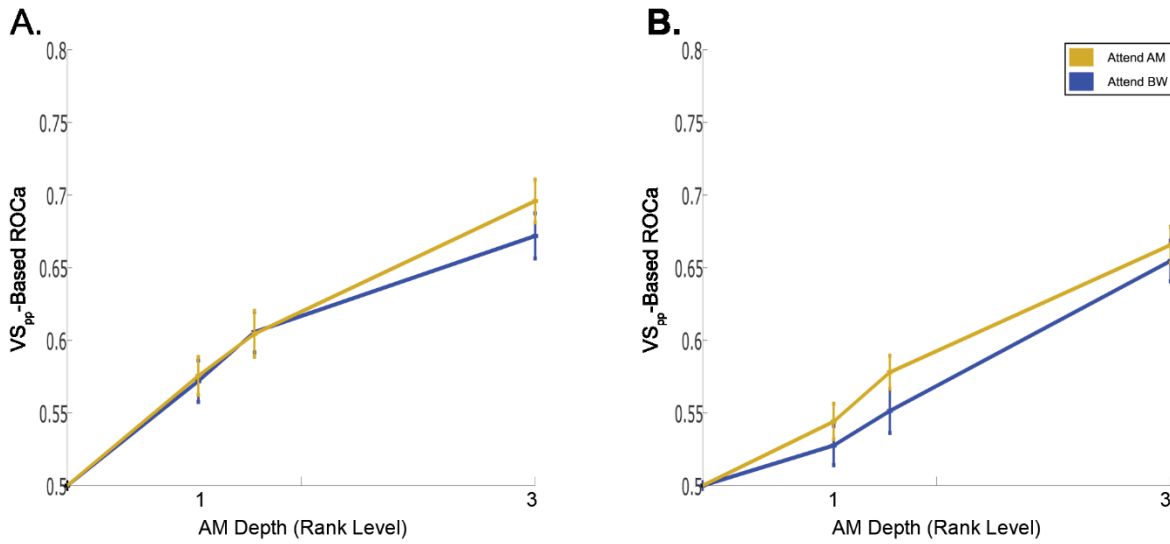 A.
0.8
0.75
0.7
0.65
0.6
0.55
0.5
VSpp-Based ROCa
1
3
AM Depth (Rank Level)
B.
Attend AM
Attend BW
0.8
0.75
0.7
0.65
0.6
0.55
0.5
VSpp-Based ROCa
1
3
AM Depth (Rank Level)